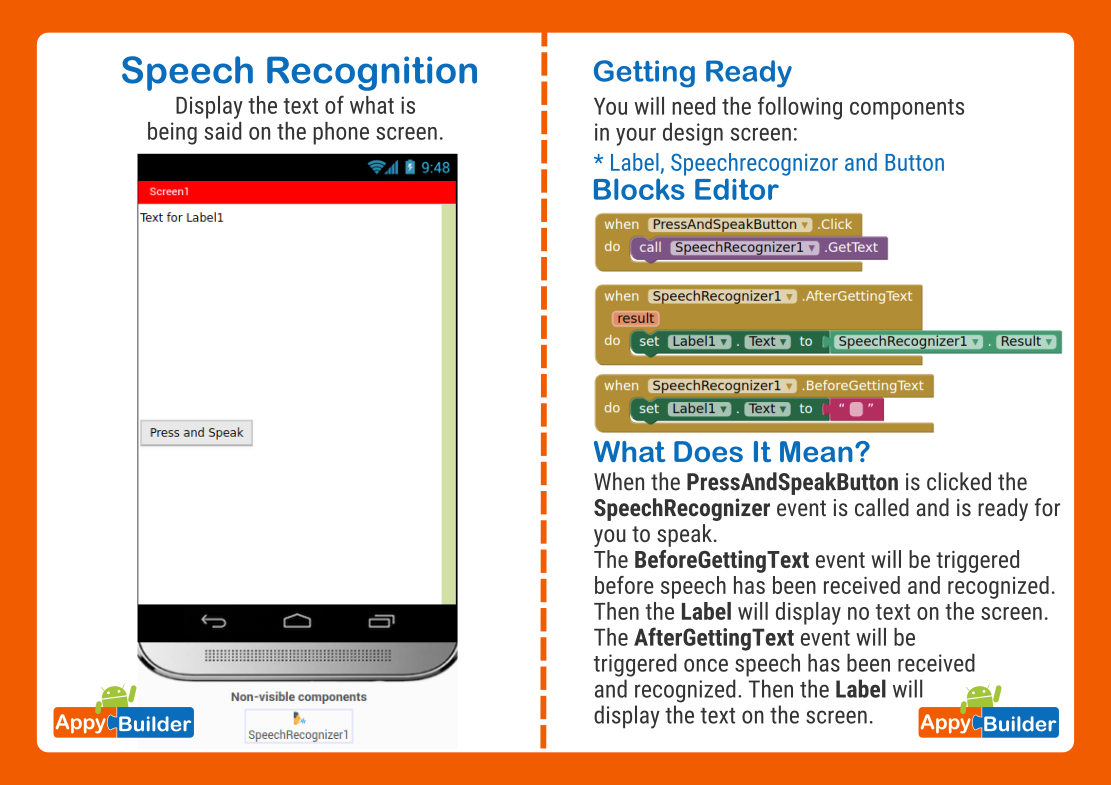 Speech Recognition
Display the text of what is
being said on the phone screen.
9:48
Screen1
Text for Label1
Press and Speak
Non-visible components
SpeechRecognizer1
Appy Builder
Getting Ready
You will need the following components
in your design screen:
* Label, Speechrecognizor and Button
Blocks Editor
when PressAndSpeakButton .Click
do call SpeechRecognizer1 .GetText
when SpeechRecognizer1 .AfterGettingText
result
do set Label1 . Text to SpeechRecognizer1 . Result
when SpeechRecognizer1 .BeforeGettingText
do set Label1 . Text to " "
What Does It Mean?
When the PressAndSpeakButton is clicked the
SpeechRecognizer event is called and is ready for
you to speak.
The BeforeGettingText event will be triggered
before speech has been received and recognized.
Then the Label will display no text on the screen.
The AfterGettingText event will be
triggered once speech has been received
and recognized. Then the Label will
display the text on the screen.
Appy Builder